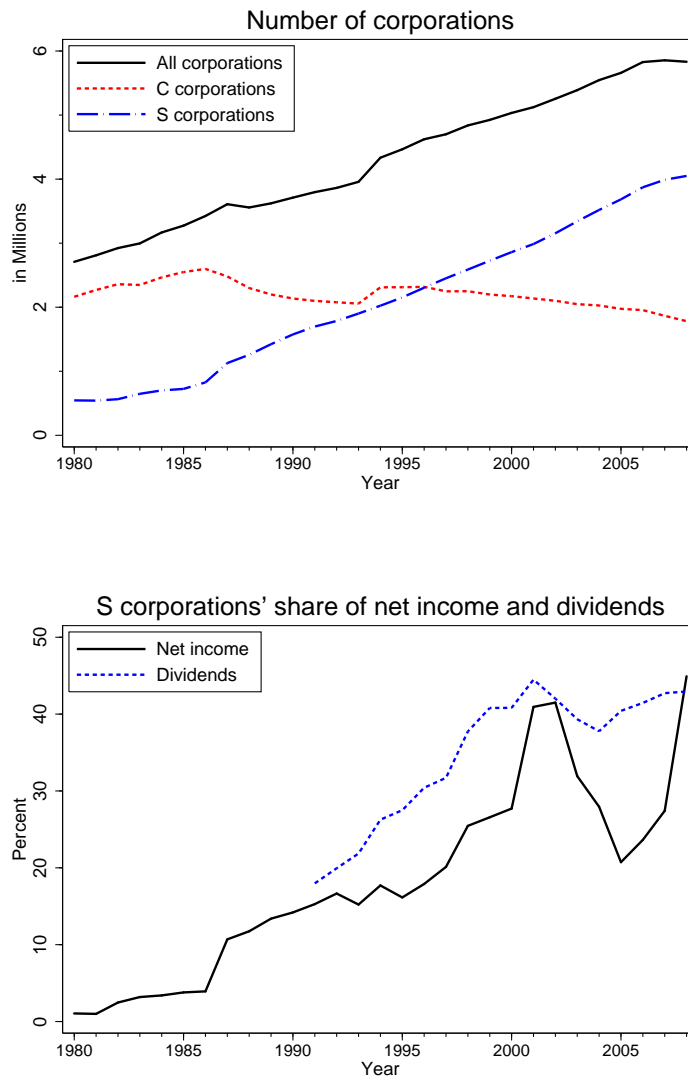 Number of corporations
All corporations
C corporations
S corporations
in Millions
0
2
4
6
1980
1985
1990
1995
2000
2005
Year
S corporations' share of net income and dividends
Net income
Dividends
Percent
0
10
20
30
40
50
1980
1985
1990
1995
2000
2005
Year